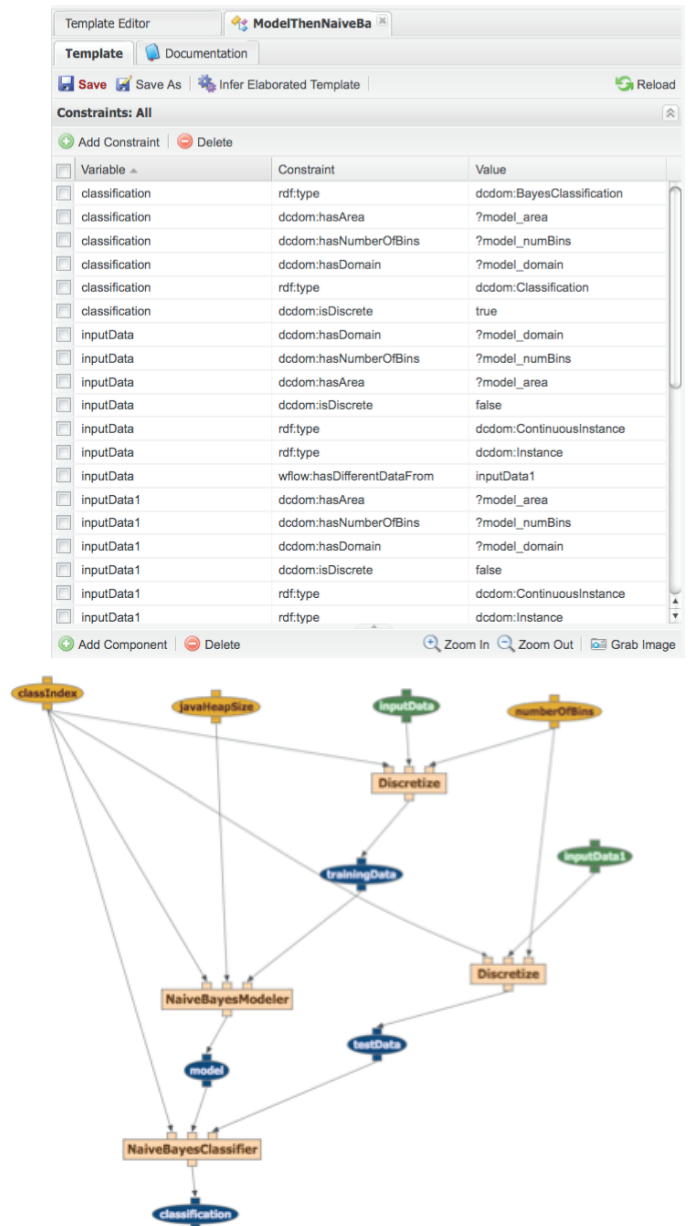 Template Editor ModelThenNaiveBa
Template Documentation
Save Save As Infer Elaborated Template Reload
Constraints: All
Add Constraint Delete
Variable Constraint Value
classification rdf:type dcdom:BayesClassification
classification dcdom:hasArea ?model_area
classification dcdom:hasNumberOfBins ?model_numBins
classification dcdom:hasDomain ?model_domain
classification rdf:type dcdom:Classification
classification dcdom:isDiscrete true
inputData dcdom:hasDomain ?model_domain
inputData dcdom:hasNumberOfBins ?model_numBins
inputData dcdom:hasArea ?model_area
inputData dcdom:isDiscrete false
inputData rdf:type dcdom:ContinuousInstance
inputData rdf:type dcdom:Instance
inputData wflow:hasDifferentDataFrom inputData1
inputData1 dcdom:hasArea ?model_area
inputData1 dcdom:hasNumberOfBins ?model_numBins
inputData1 dcdom:hasDomain ?model_domain
inputData1 dcdom:isDiscrete false
inputData1 rdf:type dcdom:ContinuousInstance
inputData1 rdf:type dcdom:Instance
Add Component Delete Zoom In Zoom Out Grab Image
classIndex javaHeapSize inputData numberOfBins
Discretize
inputData1
trainingData
Discretize
NaiveBayesModeler
testData
model
NaiveBayesClassifier
classification